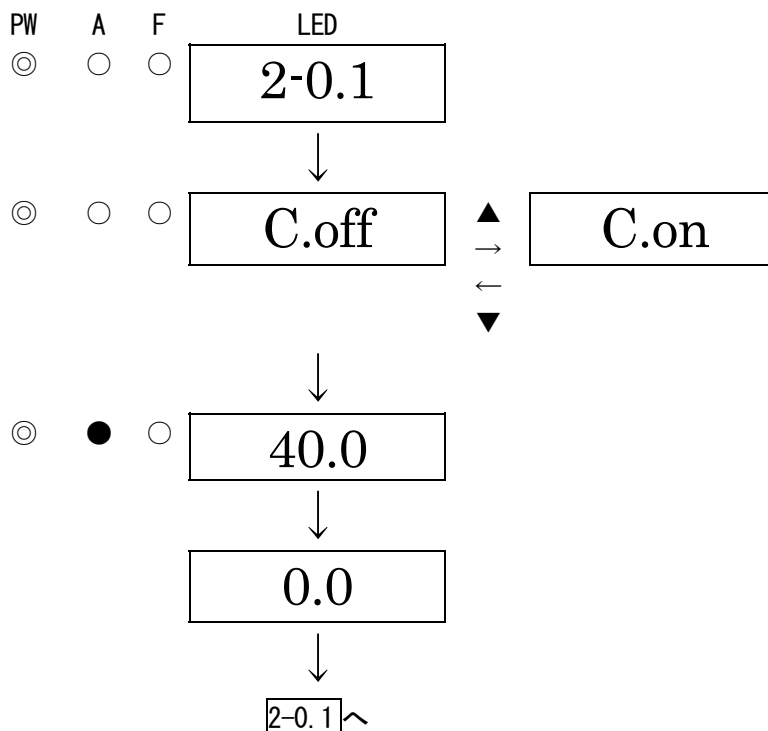 PW A F LED
◎ ○ ○ 2-0.1
↓
◎ ○ ○ C.off ▲ C.on
→
←
▼
↓
◎ ● ○ 40.0
↓
0.0
↓
2-0.1へ